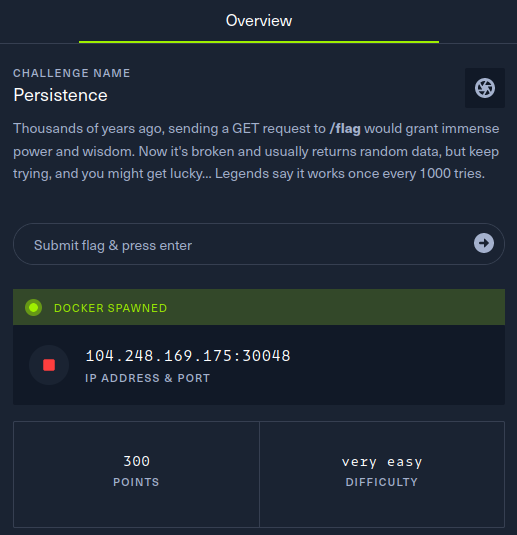 Overview
CHALLENGE NAME
Persistence
Thousands of years ago, sending a GET request to /flag would grant immense
power and wisdom. Now it's broken and usually returns random data, but keep
trying, and you might get lucky... Legends say it works once every 1000 tries.
Submit flag & press enter
DOCKER SPAWNED
104.248.169.175:30048
IP ADDRESS & PORT
300
POINTS
very easy
DIFFICULTY